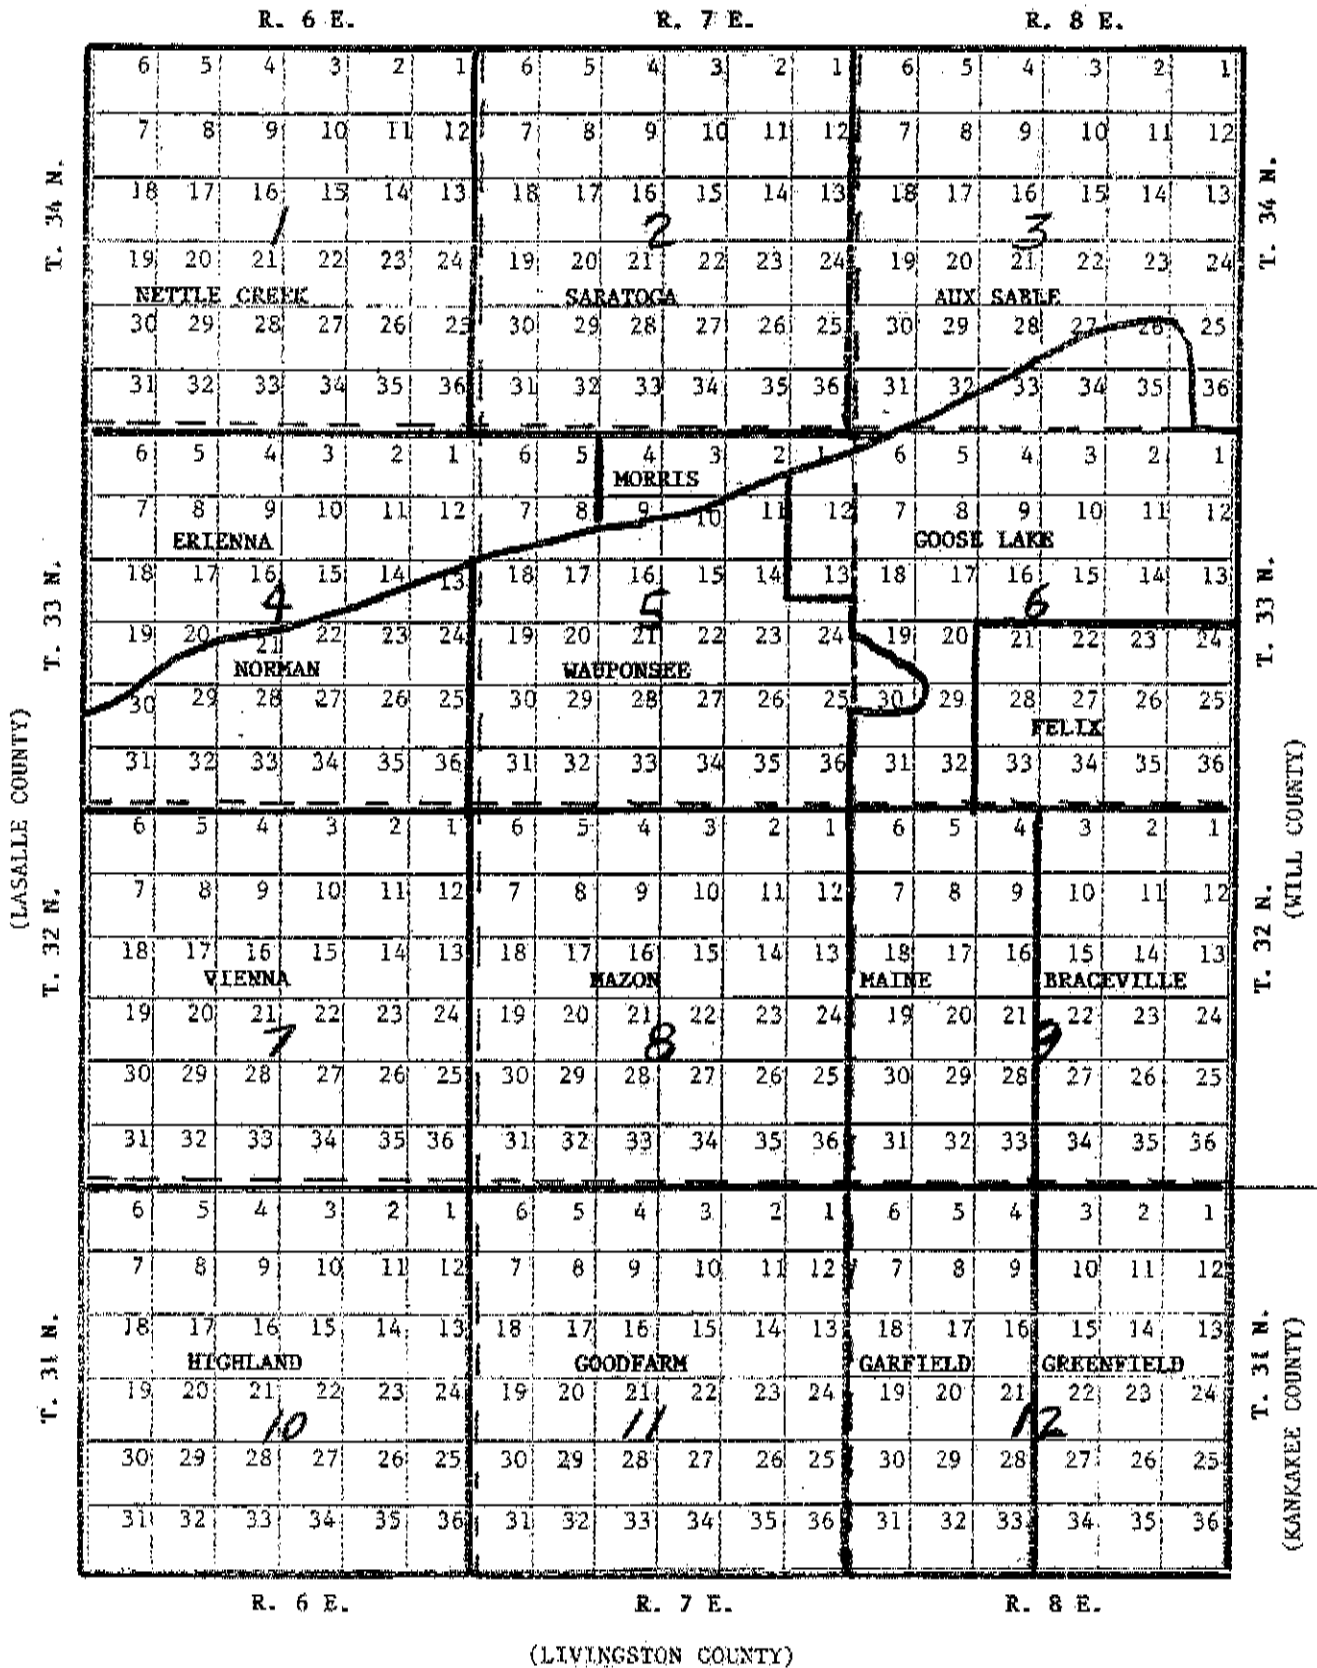 R. 6 E. R. 7 E. R. 8 E.
6 5 4 3 2 1 6 5 4 3 2 1 6 5 4 3 2 1
7 8 9 10 11 12 7 8 9 10 11 12 7 8 9 10 11 12
T. 34 N. T. 34 N.
18 17 16 15 14 13 18 17 16 15 14 13 18 17 16 15 14 13
1 2 3
19 20 21 22 23 24 19 20 21 22 23 24 19 20 21 22 23 24
NETTLE CREEK SARATOGA AUX SABLE
30 29 28 27 26 25 30 29 28 27 26 25 30 29 28 27 26 25
31 32 33 34 35 36 31 32 33 34 35 36 31 32 33 34 35 36
6 5 4 3 2 1 6 5 4 3 2 1 6 5 4 3 2 1
MORRIS
7 8 9 10 11 12 7 8 9 10 11 12 7 8 9 10 11 12
ERIENNA GOOSE LAKE
T. 33 N. T. 33 N.
18 17 16 15 14 13 18 17 16 15 14 13 18 17 16 15 14 13
4 5 6
19 20 21 22 23 24 19 20 21 22 23 24 19 20 21 22 23 24
NORMAN WAUPONSEE
30 29 28 27 26 25 30 29 28 27 26 25 30 29 28 27 26 25
FELIX
31 32 33 34 35 36 31 32 33 34 35 36 31 32 33 34 35 36
(LASALLE COUNTY) (WILL COUNTY)
6 5 4 3 2 1 6 5 4 3 2 1 6 5 4 3 2 1
7 8 9 10 11 12 7 8 9 10 11 12 7 8 9 10 11 12
T. 32 N. T. 32 N.
18 17 16 15 14 13 18 17 16 15 14 13 18 17 16 15 14 13
VIENNA MAZON MAINE BRACEVILLE
19 20 21 22 23 24 19 20 21 22 23 24 19 20 21 22 23 24
7 8 9
30 29 28 27 26 25 30 29 28 27 26 25 30 29 28 27 26 25
31 32 33 34 35 36 31 32 33 34 35 36 31 32 33 34 35 36
6 5 4 3 2 1 6 5 4 3 2 1 6 5 4 3 2 1
7 8 9 10 11 12 7 8 9 10 11 12 7 8 9 10 11 12
T. 31 N. T. 31 N.
18 17 16 15 14 13 18 17 16 15 14 13 18 17 16 15 14 13
HIGHLAND GOODFARM GARFIELD GREENFIELD
19 20 21 22 23 24 19 20 21 22 23 24 19 20 21 22 23 24
10 11 12
(KANKAKEE COUNTY)
30 29 28 27 26 25 30 29 28 27 26 25 30 29 28 27 26 25
31 32 33 34 35 36 31 32 33 34 35 36 31 32 33 34 35 36
R. 6 E. R. 7 E. R. 8 E.
(LIVINGSTON COUNTY)